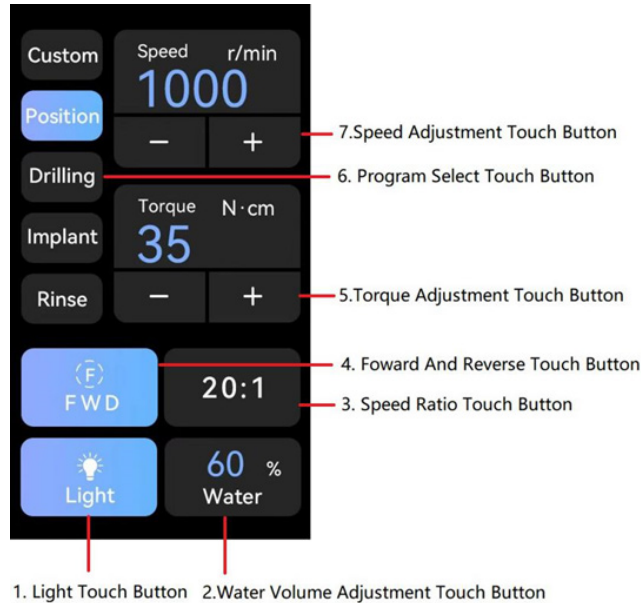 Custom
Position
Drilling
Implant
Rinse
Speed r/min
1000
− +
Torque N·cm
35
− +
F
FWD
20:1
Light
60 %
Water
7.Speed Adjustment Touch Button
6. Program Select Touch Button
5.Torque Adjustment Touch Button
4. Foward And Reverse Touch Button
3. Speed Ratio Touch Button
1. Light Touch Button
2.Water Volume Adjustment Touch Button